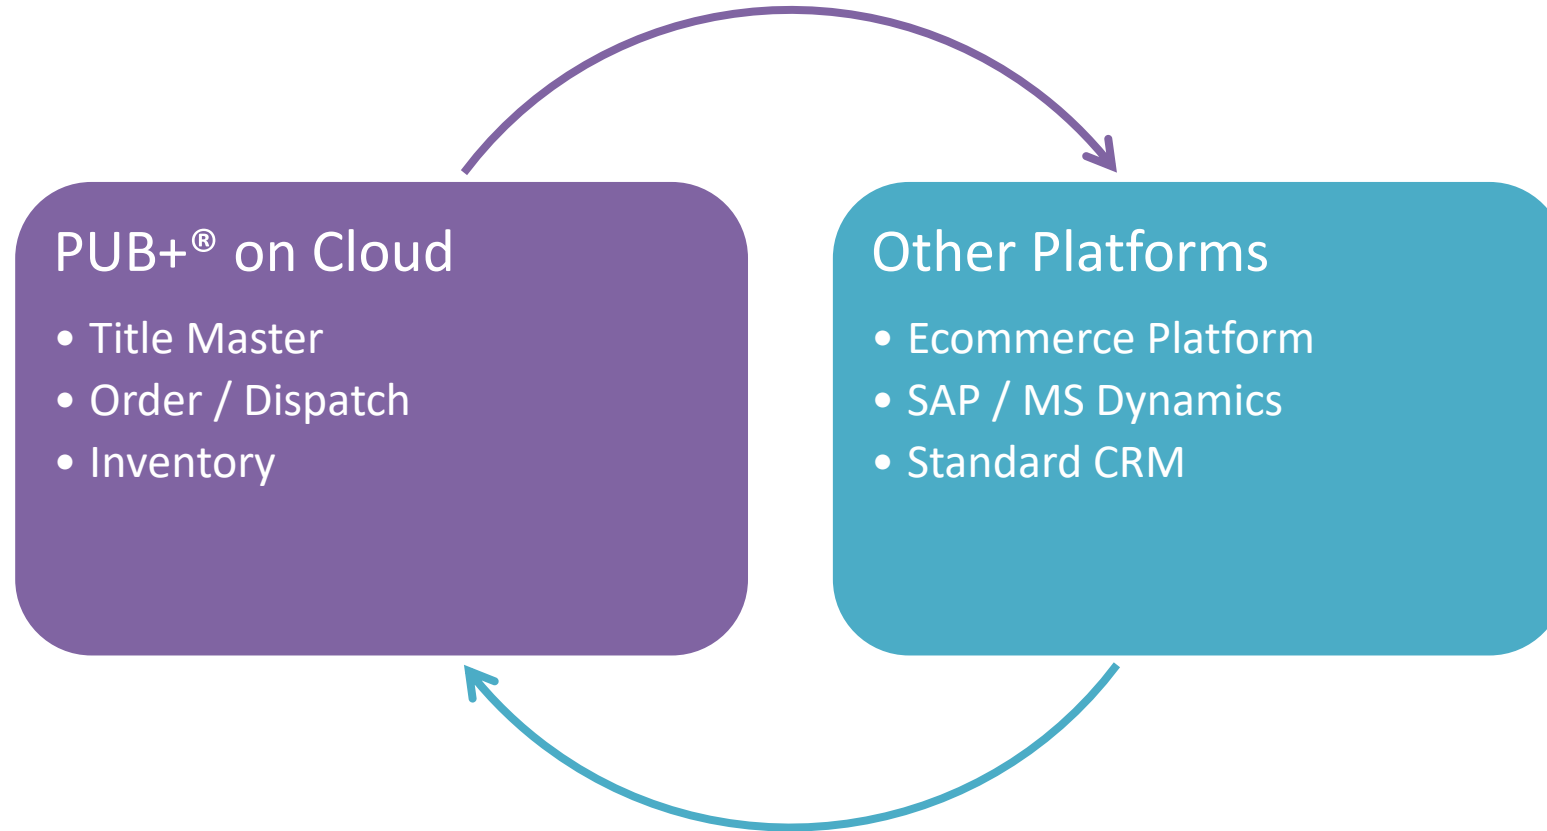 PUB+® on Cloud
• Title Master
• Order / Dispatch
• Inventory
Other Platforms
• Ecommerce Platform
• SAP / MS Dynamics
• Standard CRM